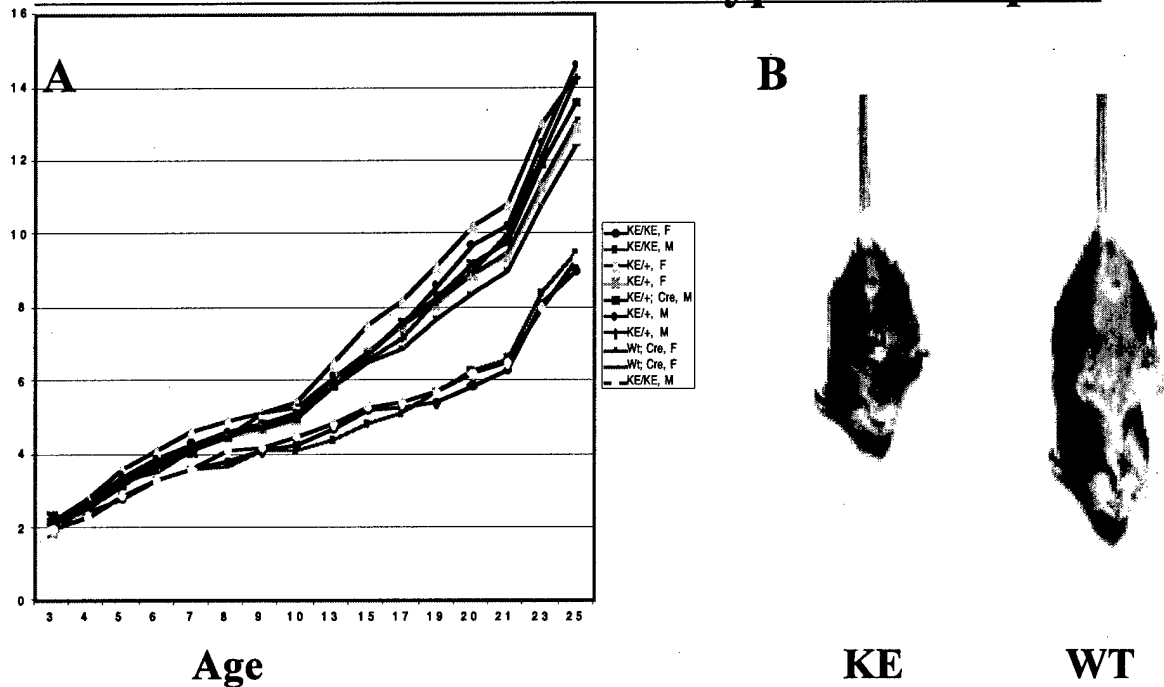 16
14
12
10
8
6
4
2
0
A
3 4 5 6 7 8 9 10 13 15 17 19 20 21 23 25
Age
KE/KE, F
KE/KE, M
KE/+, F
KE/+, F
KE/+; Cre, M
KE/+, M
KE/+, M
Wt; Cre, F
Wt; Cre, F
KE/KE, M
B
KE WT